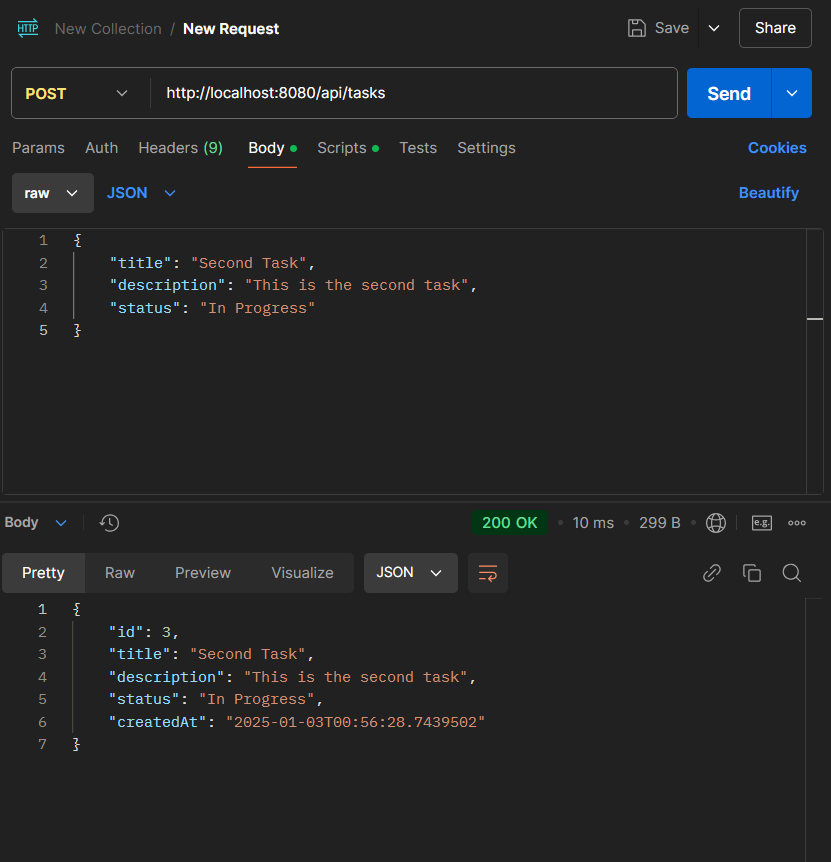 HTTP New Collection / New Request Save Share
POST http://localhost:8080/api/tasks Send
Params Auth Headers (9) Body Scripts Tests Settings Cookies
raw JSON Beautify
1 {
2 "title": "Second Task",
3 "description": "This is the second task",
4 "status": "In Progress"
5 }
Body 200 OK • 10 ms • 299 B • e.g.
Pretty Raw Preview Visualize JSON
1 {
2 "id": 3,
3 "title": "Second Task",
4 "description": "This is the second task",
5 "status": "In Progress",
6 "createdAt": "2025-01-03T00:56:28.7439502"
7 }